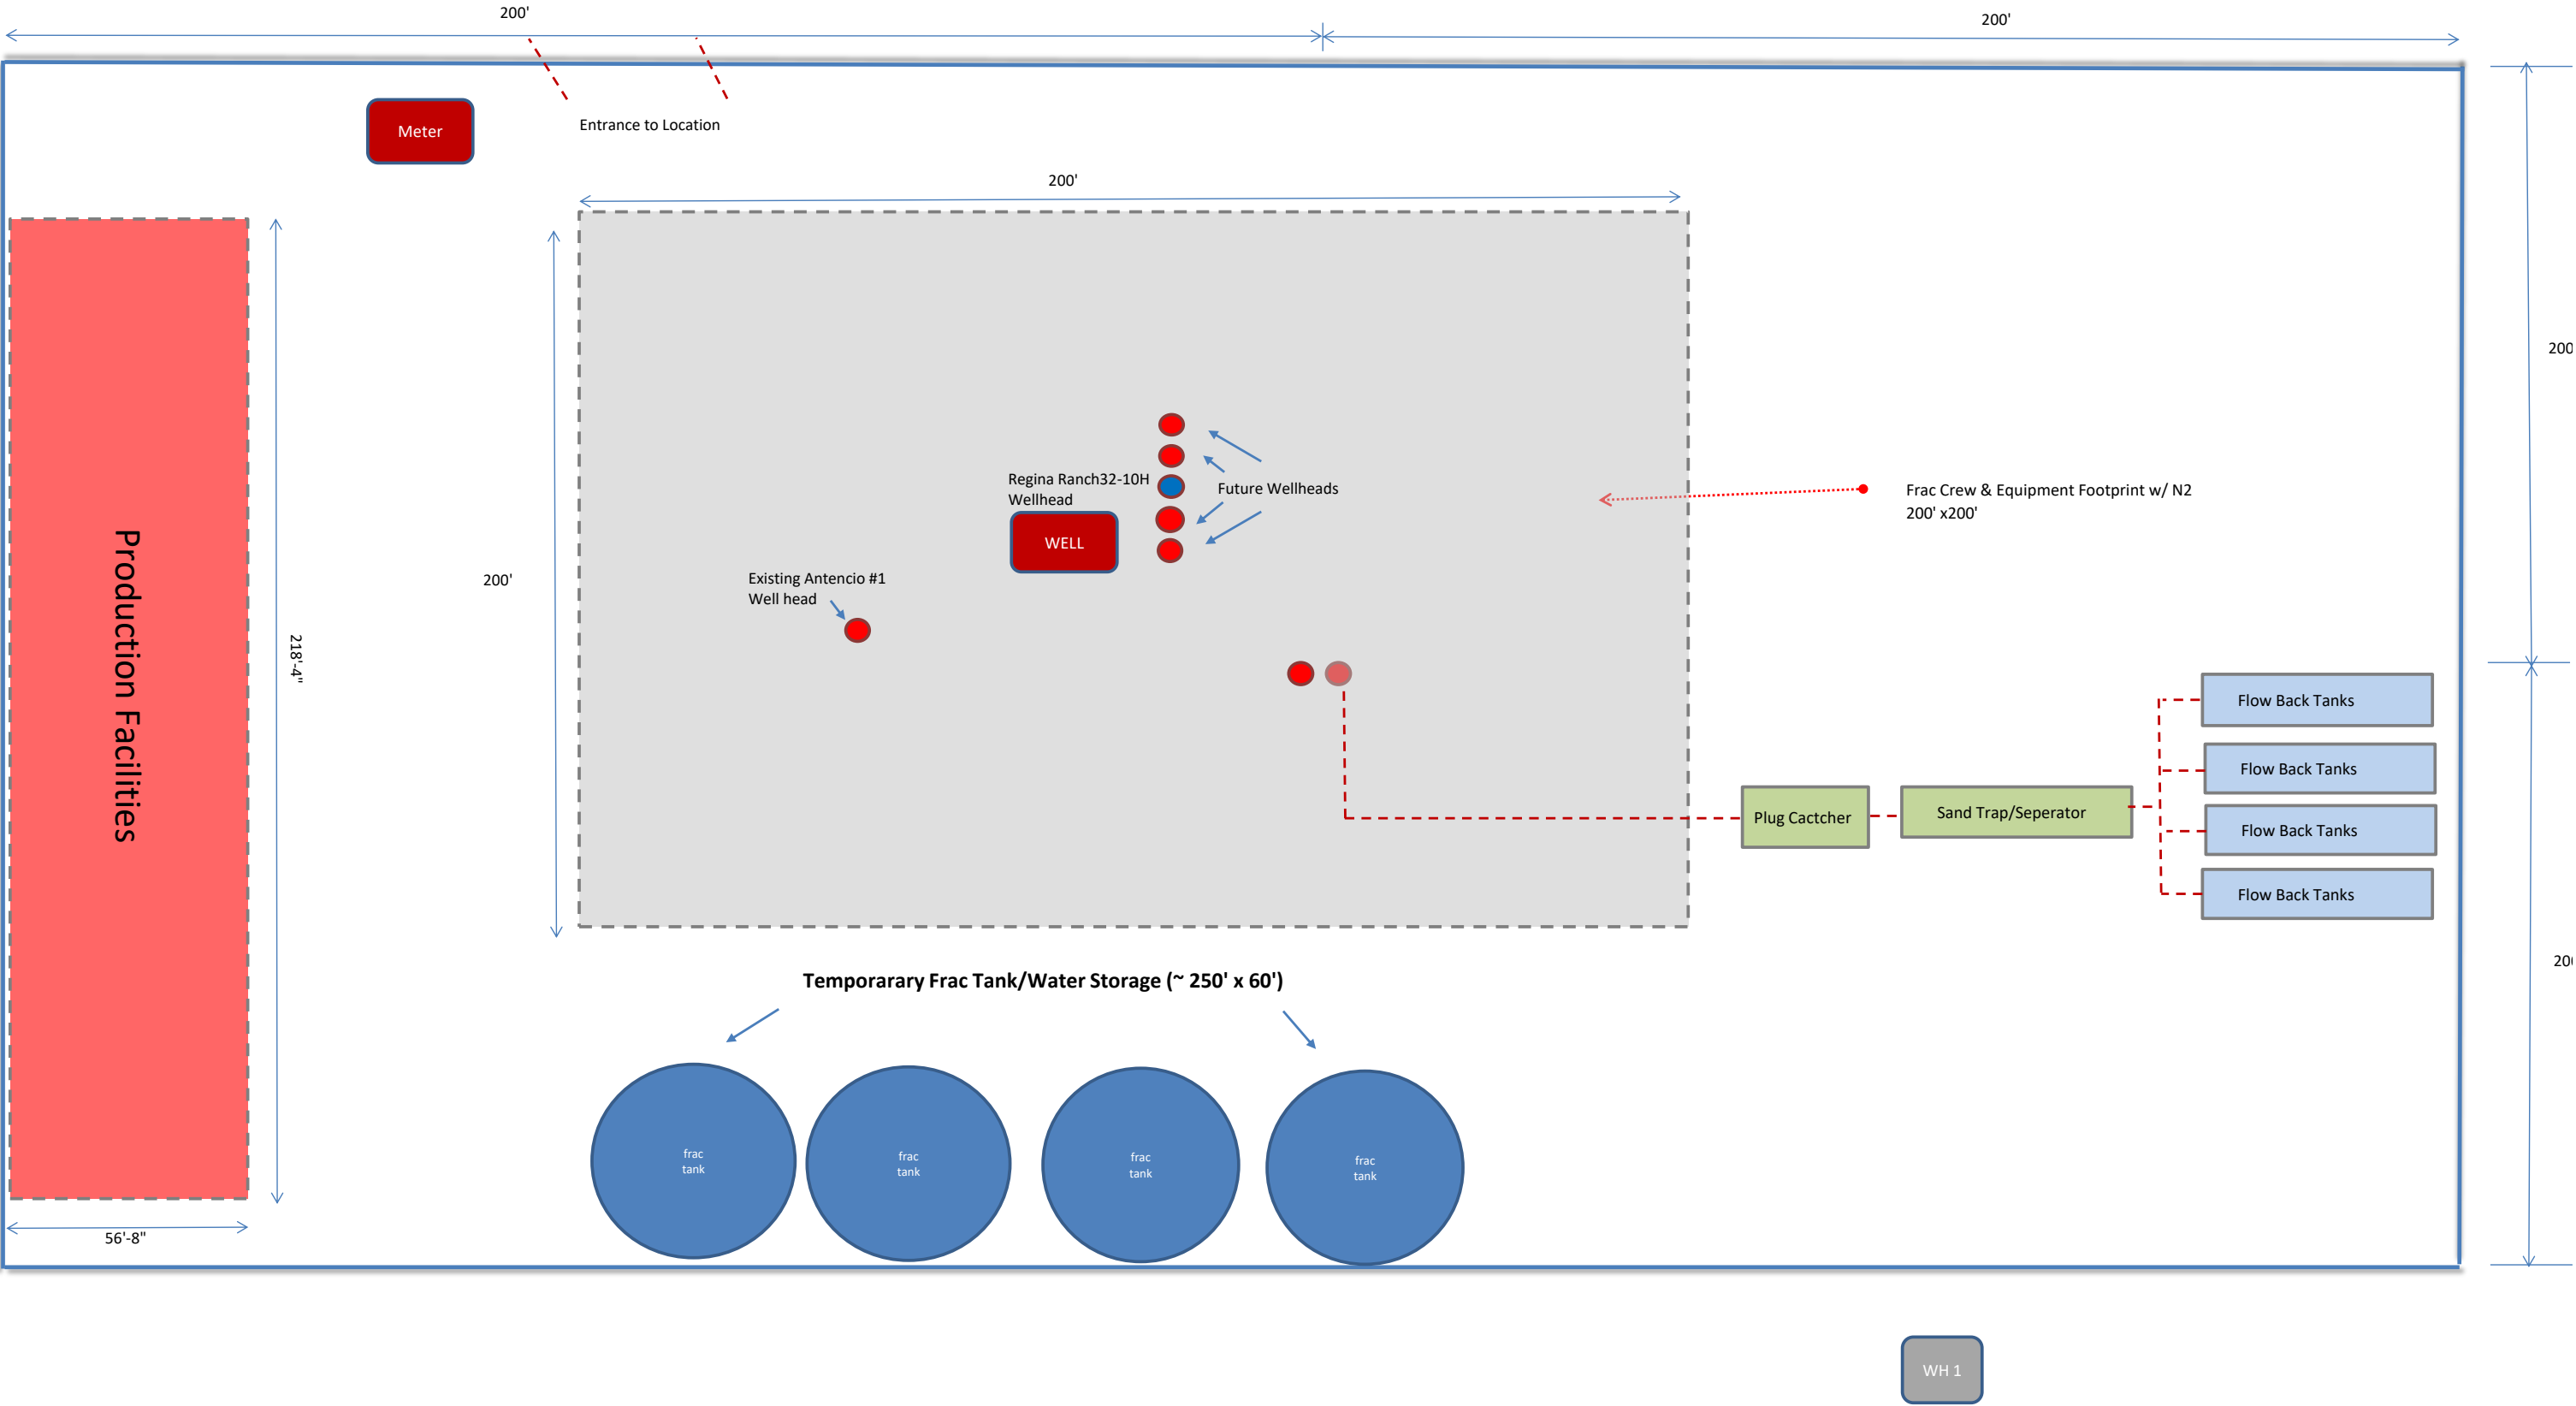 200'
200'
Meter
Entrance to Location
200'
200
Regina Ranch32-10H
Wellhead
Future Wellheads
Frac Crew & Equipment Footprint w/ N2
200' x200'
WELL
Production Facilities
218'-4"
200'
Existing Antencio #1
Well head
Flow Back Tanks
Flow Back Tanks
Plug Cactcher
Sand Trap/Seperator
Flow Back Tanks
Flow Back Tanks
Temporarary Frac Tank/Water Storage (~ 250' x 60')
20
frac
tank
frac
tank
frac
tank
frac
tank
56'-8"
WH 1